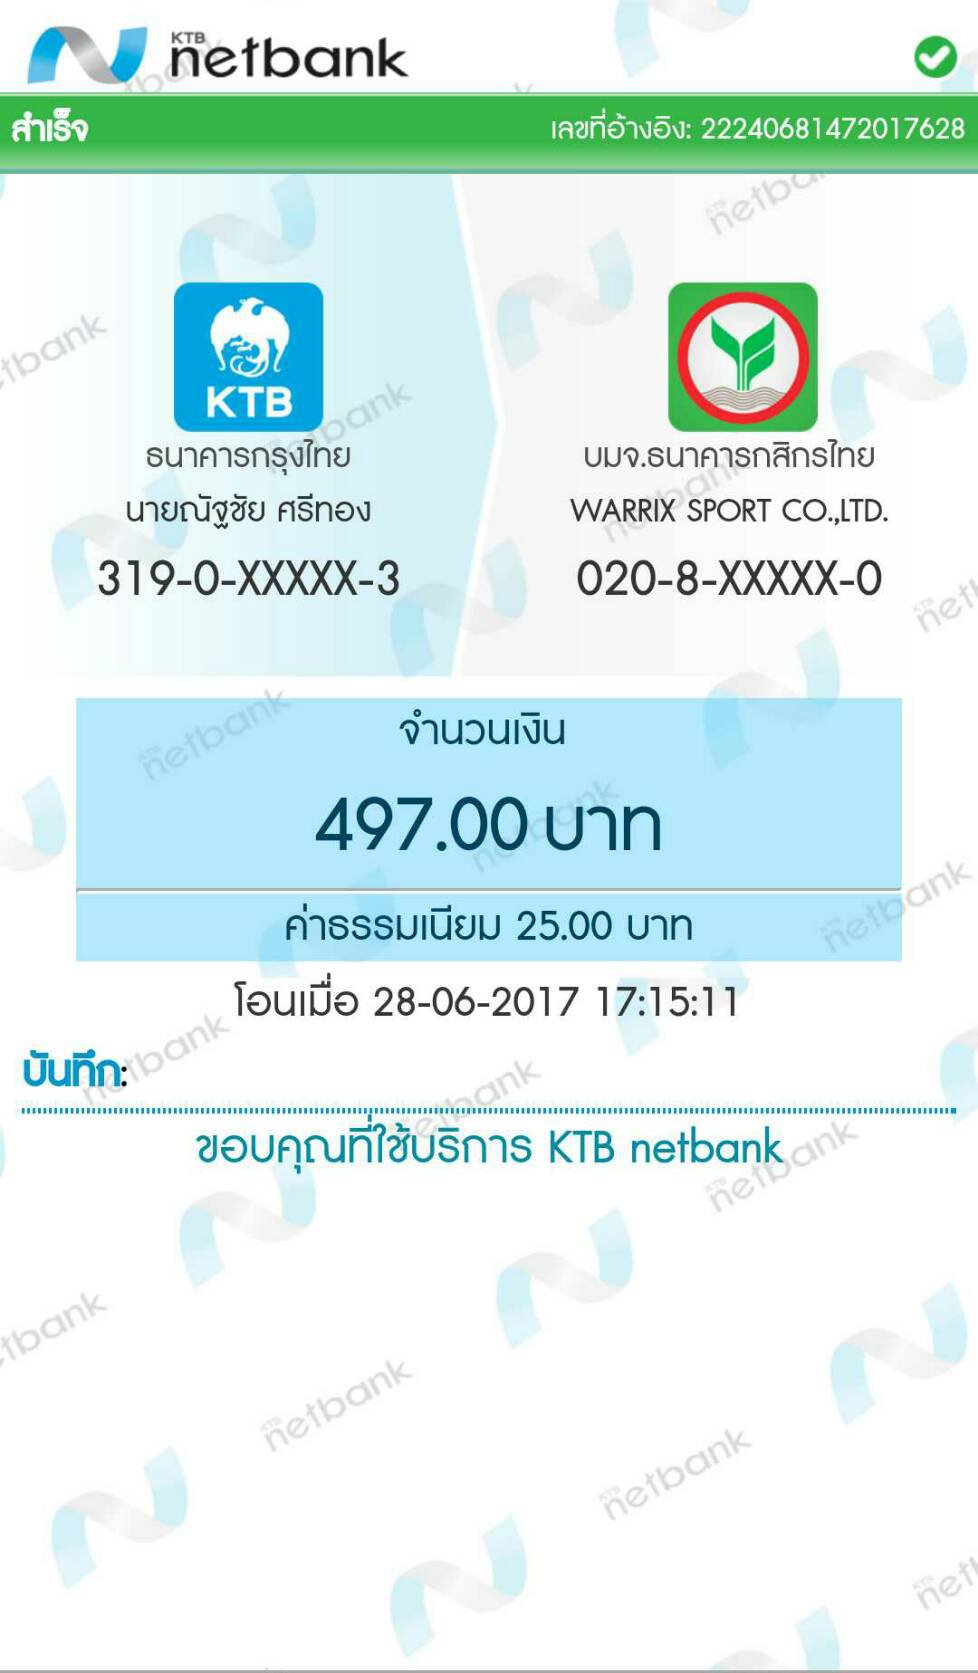 KTB netbank
สำเร็จ
เลขที่อ้างอิง: 22240681472017628
KTB
ธนาคารกรุงไทย
นายณัฐชัย ศรีทอง
319-0-XXXXX-3
บมจ.ธนาคารกสิกรไทย
WARRIX SPORT CO.,LTD.
020-8-XXXXX-0
จำนวนเงิน
497.00 บาท
ค่าธรรมเนียม 25.00 บาท
โอนเมื่อ 28-06-2017 17:15:11
บันทึก:
ขอบคุณที่ใช้บริการ KTB netbank